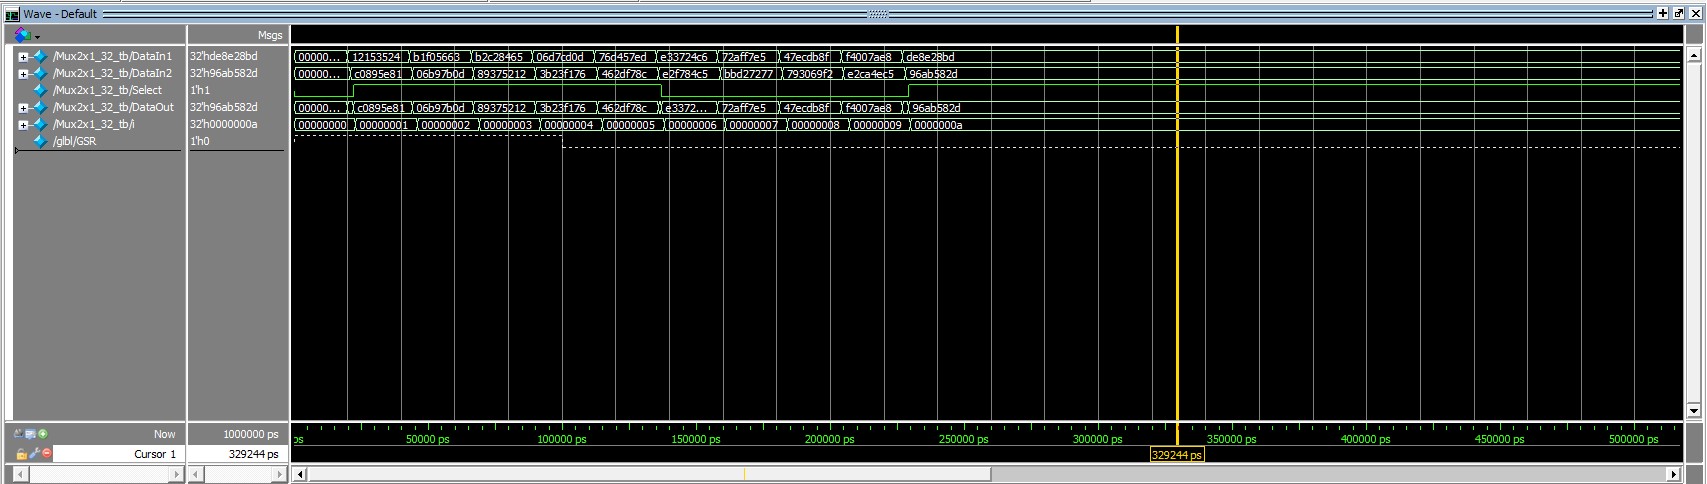 Wave - Default
Msgs
/Mux2x1_32_tb/DataIn1 32'hde8e28bd 00000... 12153524 b1f05663 b2c28465 06d7cd0d 76d457ed e33724c6 72aff7e5 47ecdb8f f4007ae8 de8e28bd
/Mux2x1_32_tb/DataIn2 32'h96ab582d 00000... c0895e81 06b97b0d 89375212 3b23f176 462df78c e2f784c5 bbd27277 793069f2 e2ca4ec5 96ab582d
/Mux2x1_32_tb/Select 1'h1
/Mux2x1_32_tb/DataOut 32'h96ab582d 00000... c0895e81 06b97b0d 89375212 3b23f176 462df78c e3372... 72aff7e5 47ecdb8f f4007ae8 96ab582d
/Mux2x1_32_tb/i 32'h0000000a 00000000 00000001 00000002 00000003 00000004 00000005 00000006 00000007 00000008 00000009 0000000a
/glbl/GSR 1'h0
Now 1000000 ps ps 50000 ps 100000 ps 150000 ps 200000 ps 250000 ps 300000 ps 350000 ps 400000 ps 450000 ps 500000 ps
Cursor 1 329244 ps 329244 ps